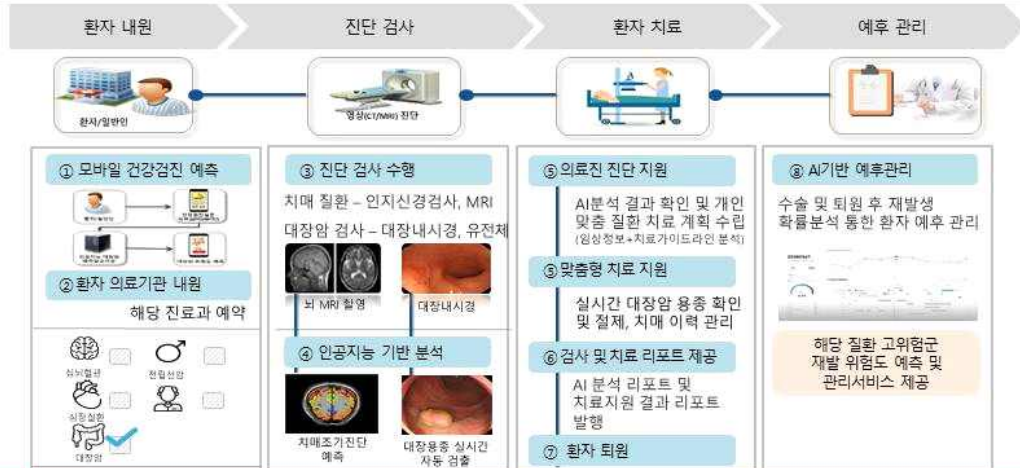 환자 내원
진단 검사
환자 치료
예후 관리
환자/일반인
영상(CT/MRI) 진단
① 모바일 건강검진 예측
② 환자 의료기관 내원
해당 진료과 예약
심뇌혈관
전립선암
심장질환
대장암
③ 진단 검사 수행
치매 질환 – 인지신경검사, MRI
대장암 검사 – 대장내시경, 유전체
뇌 MRI 촬영
대장내시경
④ 인공지능 기반 분석
치매조기진단
예측
대장용종 실시간
자동 검출
⑤ 의료진 진단 지원
AI분석 결과 확인 및 개인
맞춤 질환 치료 계획 수립
(임상정보+치료가이드라인 분석)
⑤ 맞춤형 치료 지원
실시간 대장암 용종 확인
및 절제, 치매 이력 관리
⑥ 검사 및 치료 리포트 제공
AI 분석 리포트 및
치료지원 결과 리포트
발행
⑦ 환자 퇴원
⑧ AI기반 예후관리
수술 및 퇴원 후 재발생
확률분석 통한 환자 예후 관리
해당 질환 고위험군
재발 위험도 예측 및
관리서비스 제공